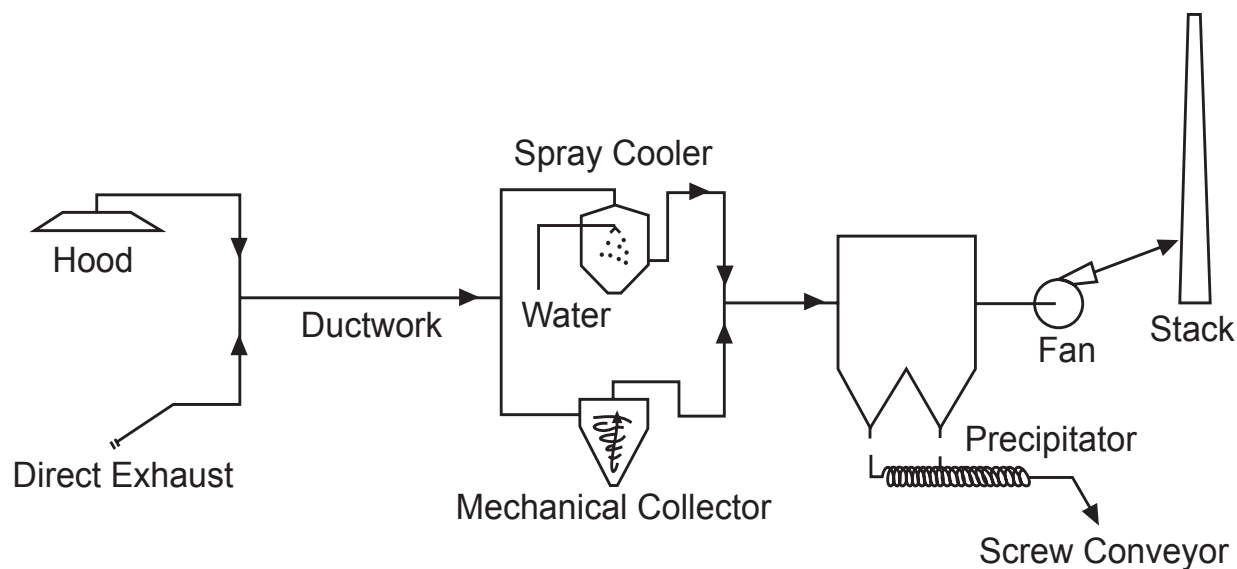 Spray Cooler
Hood
Water
Ductwork
Fan
Stack
Direct Exhaust
Mechanical Collector
Precipitator
Screw Conveyor